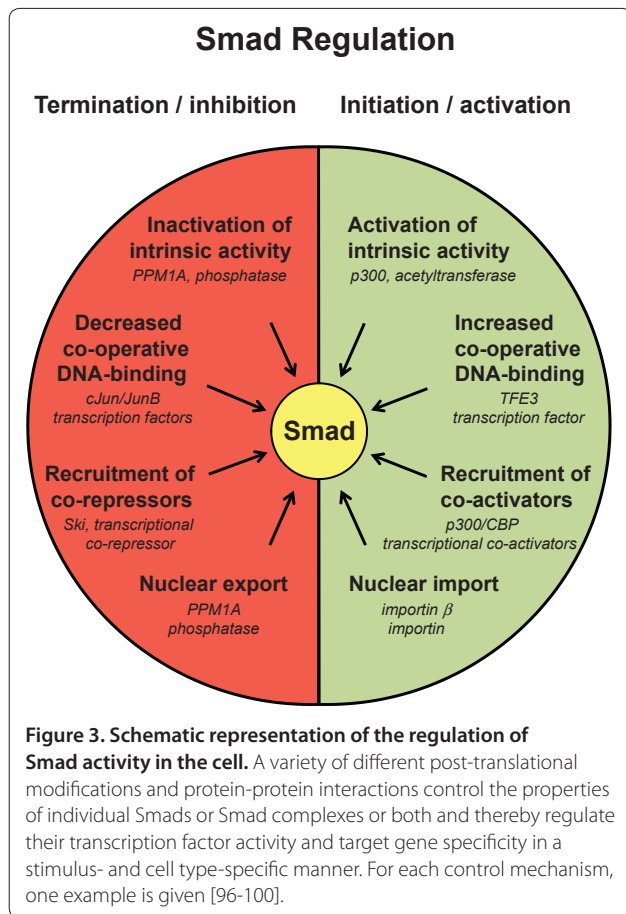 Smad Regulation
Termination / inhibition
Initiation / activation
Inactivation of
intrinsic activity
PPM1A, phosphatase
Decreased
co-operative
DNA-binding
cJun/JunB
transcription factors
Recruitment of
co-repressors
Ski, transcriptional
co-repressor
Nuclear export
PPM1A
phosphatase
Smad
Activation of
intrinsic activity
p300, acetyltransferase
Increased
co-operative
DNA-binding
TFE3
transcription factor
Recruitment of
co-activators
p300/CBP
transcriptional co-activators
Nuclear import
importin β
importin
Figure 3. Schematic representation of the regulation of
Smad activity in the cell. A variety of different post-translational
modifications and protein-protein interactions control the properties
of individual Smads or Smad complexes or both and thereby regulate
their transcription factor activity and target gene specificity in a
stimulus- and cell type-specific manner. For each control mechanism,
one example is given [96-100].